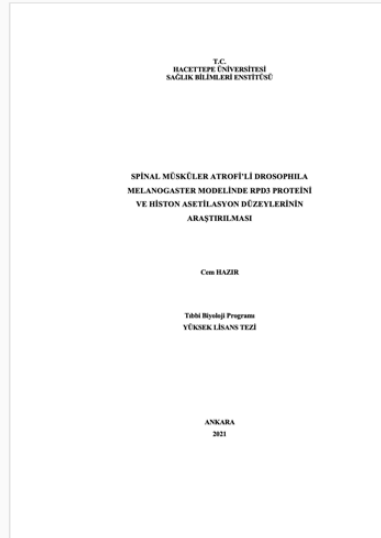 T.C.
HACETTEPE ÜNİVERSİTESİ
SAĞLIK BİLİMLERİ ENSTİTÜSÜ
SPİNAL MÜSKÜLER ATROFİ'Lİ DROSOPHILA
MELANOGASTER MODELİNDE RPD3 PROTEİNİ
VE HİSTON ASETİLASYON DÜZEYLERİNİN
ARAŞTIRILMASI
Cem HAZIR
Tıbbi Biyoloji Programı
YÜKSEK LİSANS TEZİ
ANKARA
2021